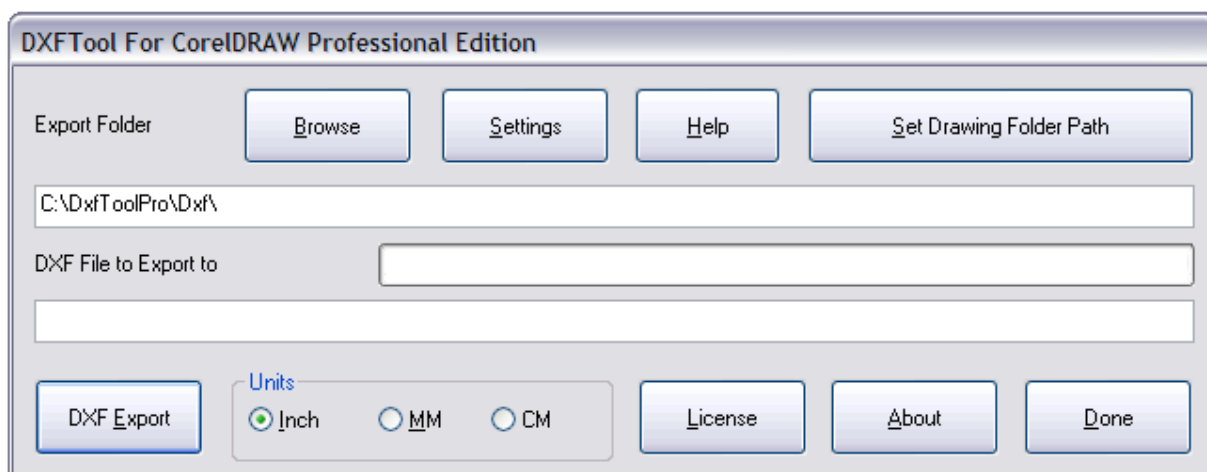 DXFTool For CorelDRAW Professional Edition
Export Folder Browse Settings Help Set Drawing Folder Path
C:\DxfToolPro\Dxf\
DXF File to Export to
Units
DXF Export Inch MM CM License About Done